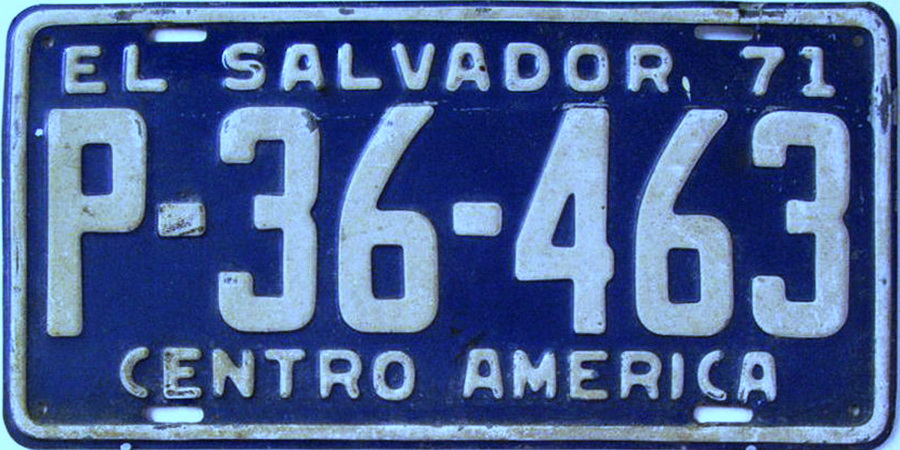 EL SALVADOR, 71
P-36-463
CENTRO AMERICA